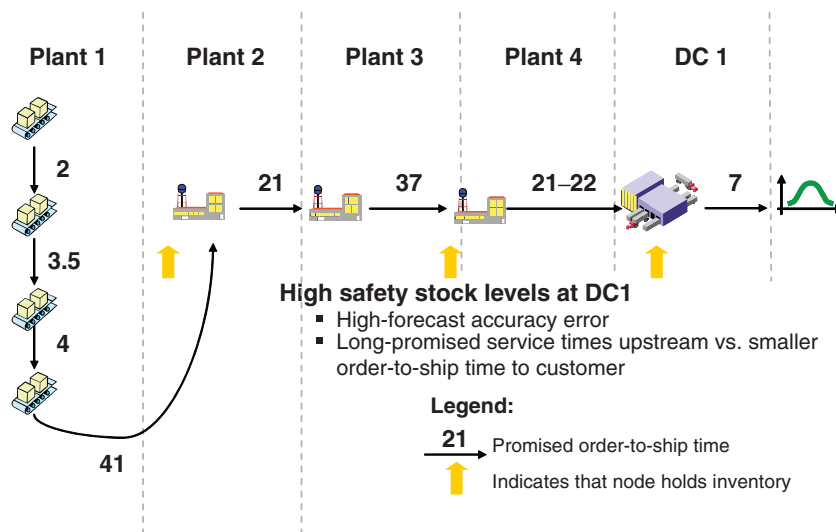 Plant 1
Plant 2
Plant 3
Plant 4
DC 1
2
21
37
21–22
7
3.5
4
41
High safety stock levels at DC1
▪ High-forecast accuracy error
▪ Long-promised service times upstream vs. smaller
order-to-ship time to customer
Legend:
21
Promised order-to-ship time
Indicates that node holds inventory